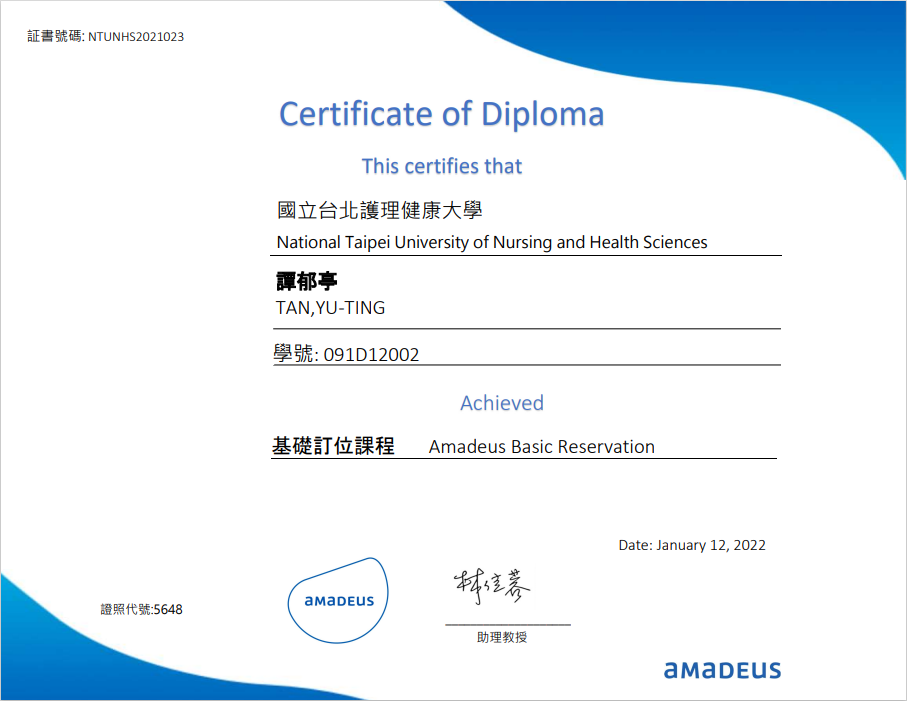 証書號碼: NTUNHS2021023
Certificate of Diploma
This certifies that
國立台北護理健康大學
National Taipei University of Nursing and Health Sciences
譚郁亭
TAN,YU-TING
學號: 091D12002
Achieved
基礎訂位課程 Amadeus Basic Reservation
Date: January 12, 2022
林佳蓉
amadeus
證照代號:5648
助理教授
amadeus